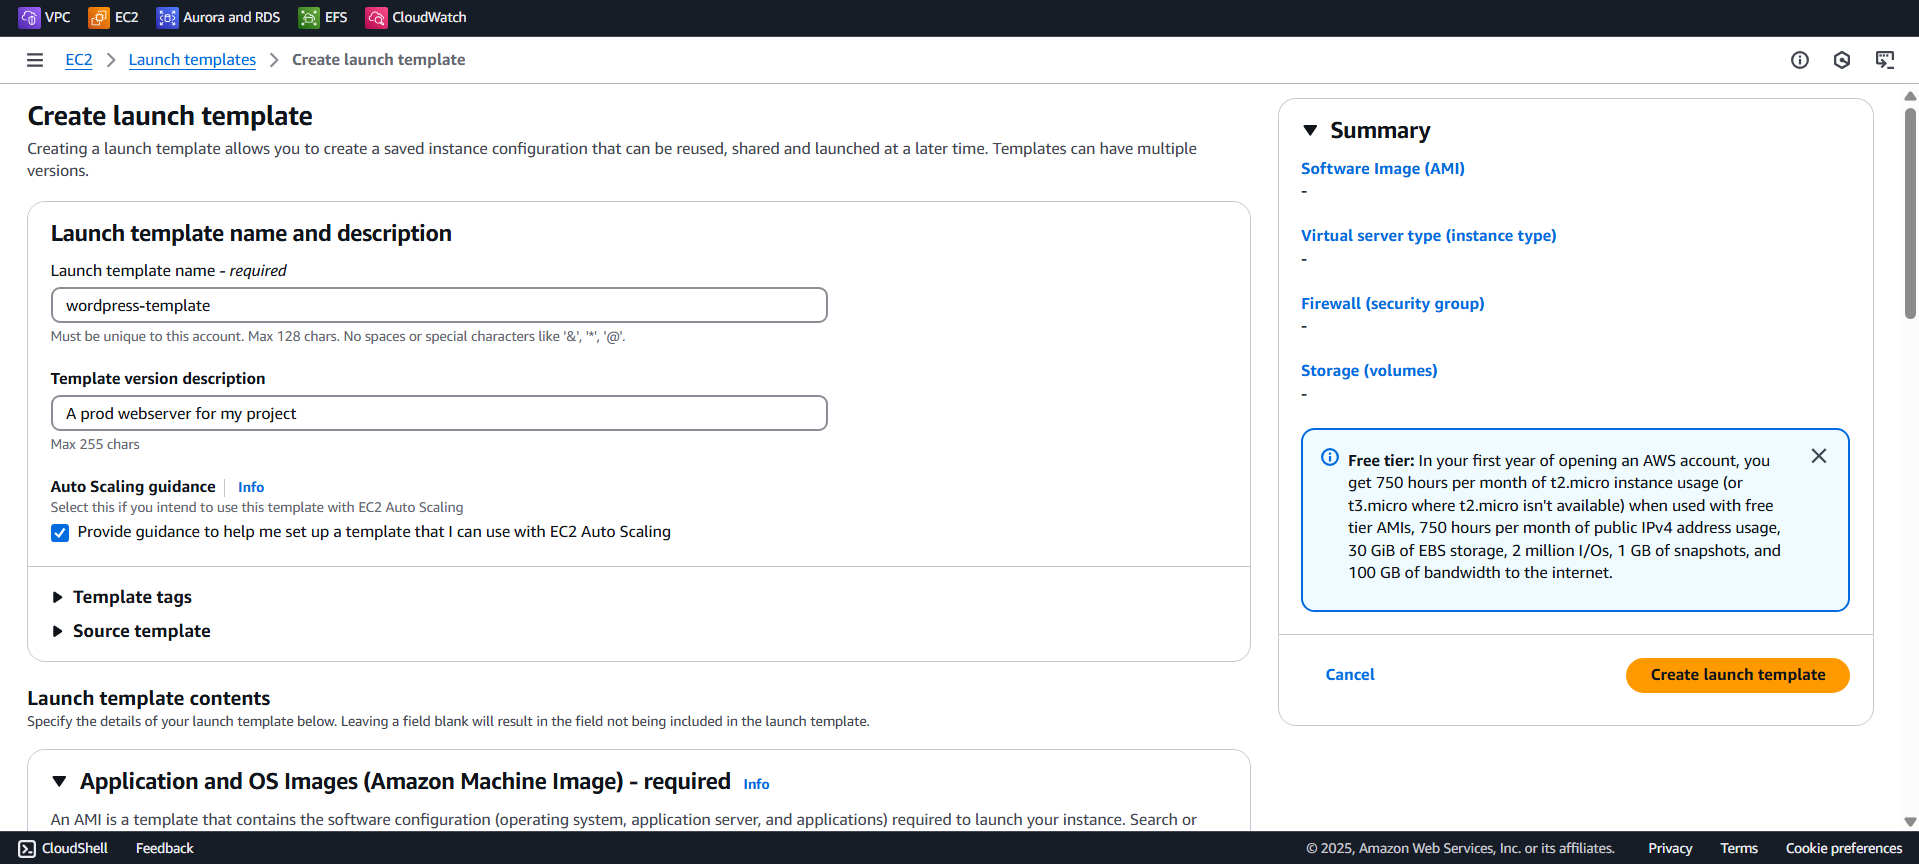 VPC EC2 Aurora and RDS EFS CloudWatch
EC2 Launch templates Create launch template
Create launch template
Creating a launch template allows you to create a saved instance configuration that can be reused, shared and launched at a later time. Templates can have multiple
versions.
Launch template name and description
Launch template name - required
wordpress-template
Must be unique to this account. Max 128 chars. No spaces or special characters like '&', '*', '@'.
Template version description
A prod webserver for my project
Max 255 chars
Auto Scaling guidance Info
Select this if you intend to use this template with EC2 Auto Scaling
Provide guidance to help me set up a template that I can use with EC2 Auto Scaling
Template tags
Source template
Launch template contents
Specify the details of your launch template below. Leaving a field blank will result in the field not being included in the launch template.
Application and OS Images (Amazon Machine Image) - required Info
An AMI is a template that contains the software configuration (operating system, application server, and applications) required to launch your instance. Search or
Summary
Software Image (AMI)
-
Virtual server type (instance type)
-
Firewall (security group)
-
Storage (volumes)
-
Free tier: In your first year of opening an AWS account, you
get 750 hours per month of t2.micro instance usage (or
t3.micro where t2.micro isn't available) when used with free
tier AMIs, 750 hours per month of public IPv4 address usage,
30 GiB of EBS storage, 2 million I/Os, 1 GB of snapshots, and
100 GB of bandwidth to the internet.
Cancel Create launch template
CloudShell Feedback © 2025, Amazon Web Services, Inc. or its affiliates. Privacy Terms Cookie preferences